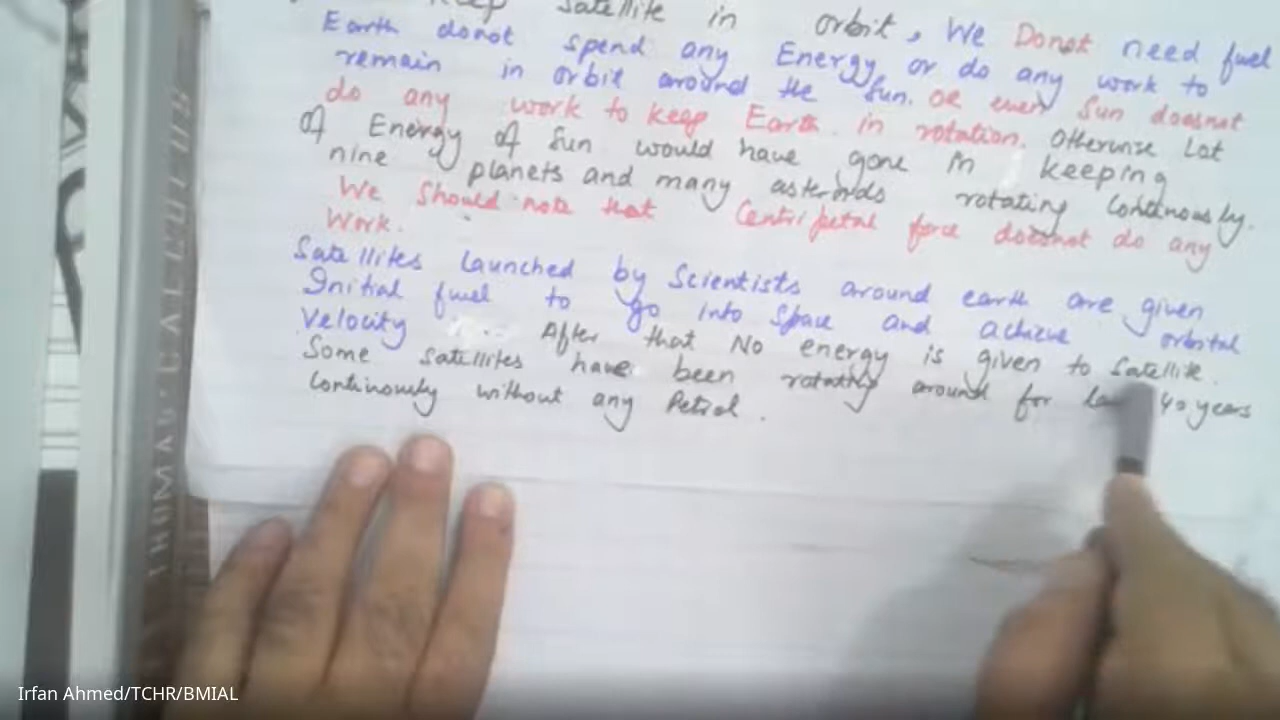 Keep Satellite in orbit, We Donot need fuel
Earth donot spend any Energy or do any work to
remain in orbit around the Sun. Or even Sun doesnot
do any work to keep Earth in rotation. Otherwise Lot
Of Energy Of Sun would have gone in keeping
nine planets and many asteroids rotating Continously.
We Should note that Centripetal force doesnot do any
Work.
Satellites Launched by Scientists around earth are given
Initial fuel to go into Space and achieve orbital
Velocity After that No energy is given to Satellite.
Some Satellites have been rotating around for 40 years
Continously without any Petrol.
THOMAS' CALCULUS
Irfan Ahmed/TCHR/BMIAL